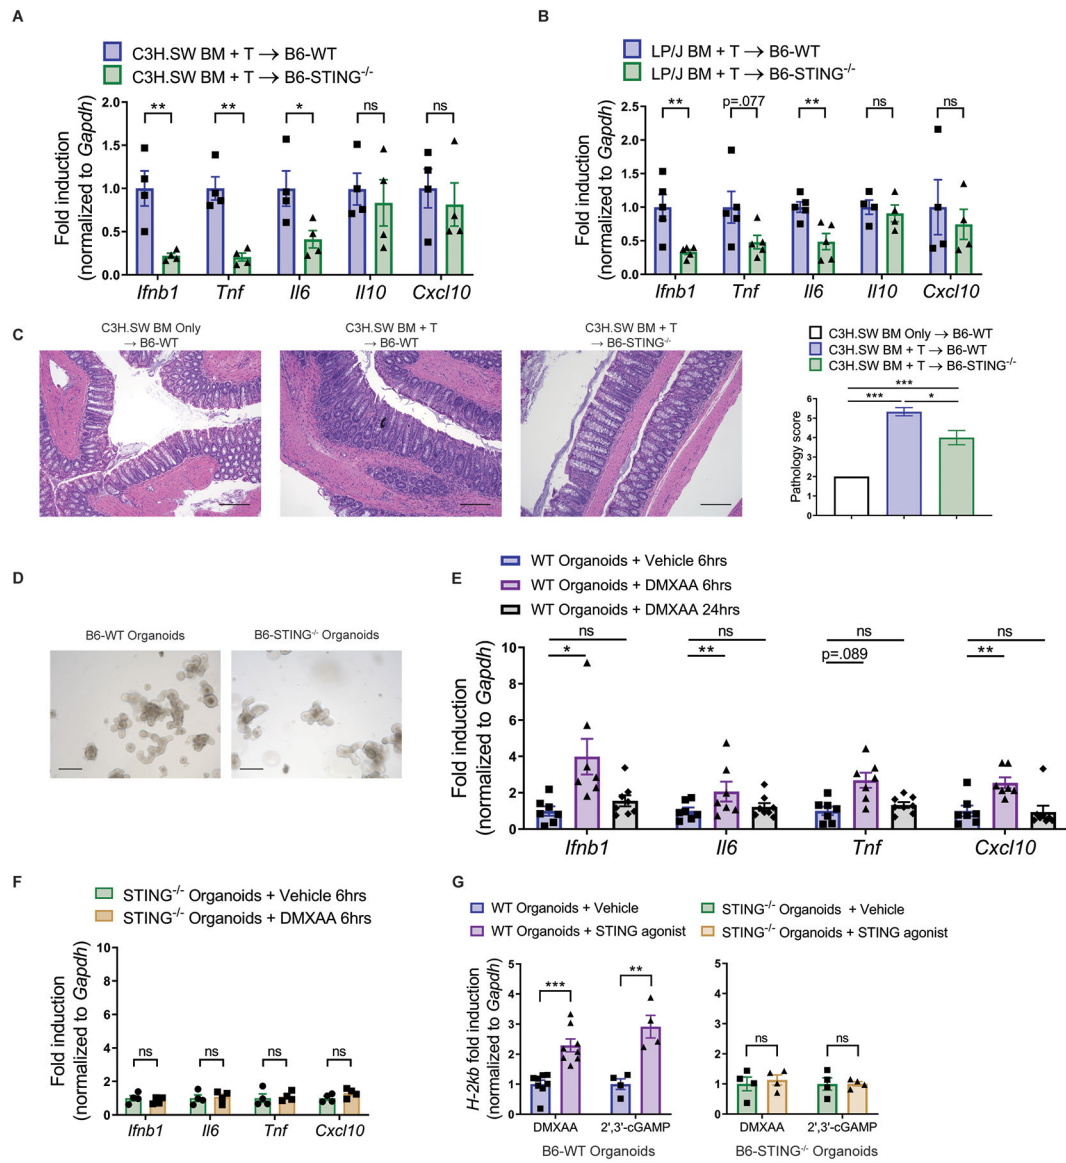 A
C3H.SW BM + T → B6-WT
C3H.SW BM + T → B6-STING-/-
Fold induction
(normalized to Gapdh)
2.0
1.5
1.0
0.5
0.0
** ** * ns ns
Ifnb1 Tnf Il6 Il10 Cxcl10
B
LP/J BM + T → B6-WT
LP/J BM + T → B6-STING-/-
Fold induction
(normalized to Gapdh)
2.5
2.0
1.5
1.0
0.5
0.0
** p=.077 ** ns ns
Ifnb1 Tnf Il6 Il10 Cxcl10
C
C3H.SW BM Only
→ B6-WT
C3H.SW BM + T
→ B6-WT
C3H.SW BM + T
→ B6-STING-/-
C3H.SW BM Only → B6-WT
C3H.SW BM + T → B6-WT
C3H.SW BM + T → B6-STING-/-
***
*** *
Pathology score
6
5
4
3
2
1
0
D
B6-WT Organoids
B6-STING-/- Organoids
E
WT Organoids + Vehicle 6hrs
WT Organoids + DMXAA 6hrs
WT Organoids + DMXAA 24hrs
Fold induction
(normalized to Gapdh)
10
8
6
4
2
0
ns ns ns ns
* ** p=.089 **
Ifnb1 Il6 Tnf Cxcl10
F
STING-/- Organoids + Vehicle 6hrs
STING-/- Organoids + DMXAA 6hrs
Fold induction
(normalized to Gapdh)
10
8
6
4
2
0
ns ns ns ns
Ifnb1 Il6 Tnf Cxcl10
G
WT Organoids + Vehicle
WT Organoids + STING agonist
STING-/- Organoids + Vehicle
STING-/- Organoids + STING agonist
H-2kb fold induction
(normalized to Gapdh)
5
4
3
2
1
0
*** **
DMXAA 2',3'-cGAMP
B6-WT Organoids
5
4
3
2
1
0
ns ns
DMXAA 2',3'-cGAMP
B6-STING-/- Organoids